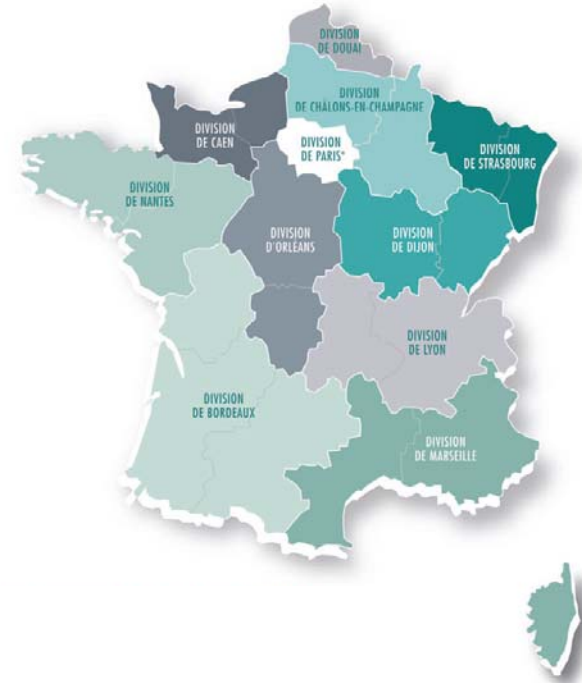 DIVISION
DE DOUAI
DIVISION
DE CHÂLONS-EN-CHAMPAGNE
DIVISION
DE CAEN
DIVISION
DE PARIS*
DIVISION
DE STRASBOURG
DIVISION
DE NANTES
DIVISION
D'ORLÉANS
DIVISION
DE DIJON
DIVISION
DE LYON
DIVISION
DE BORDEAUX
DIVISION
DE MARSEILLE